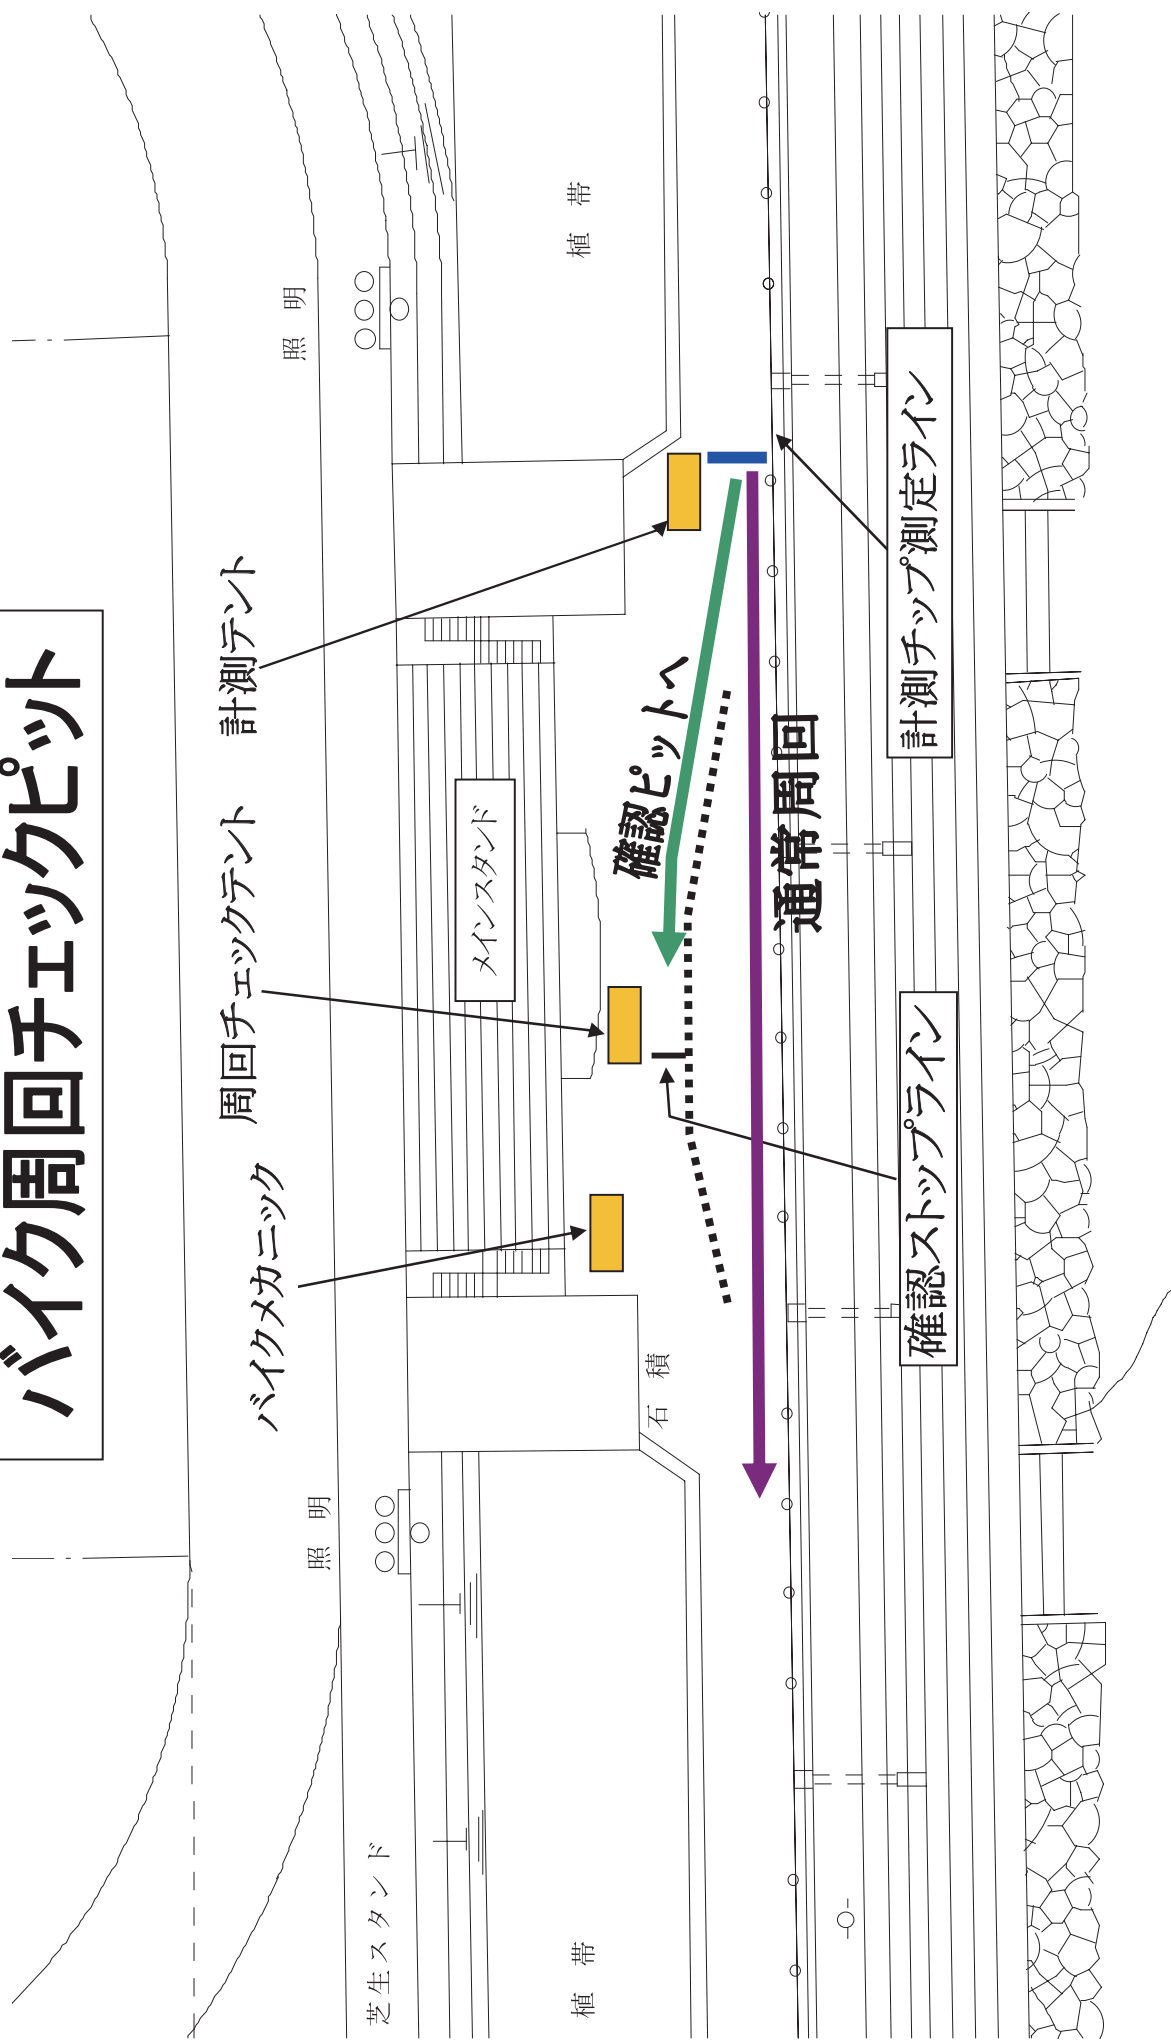 バイク周回チェックピット
バイクメカニック
周回チェックテント
計測テント
照明
照明
芝生スタンド
メインスタンド
植帯
植帯
石積
確認ピットへ
通常周回
確認ストップライン
計測チップ測定ライン